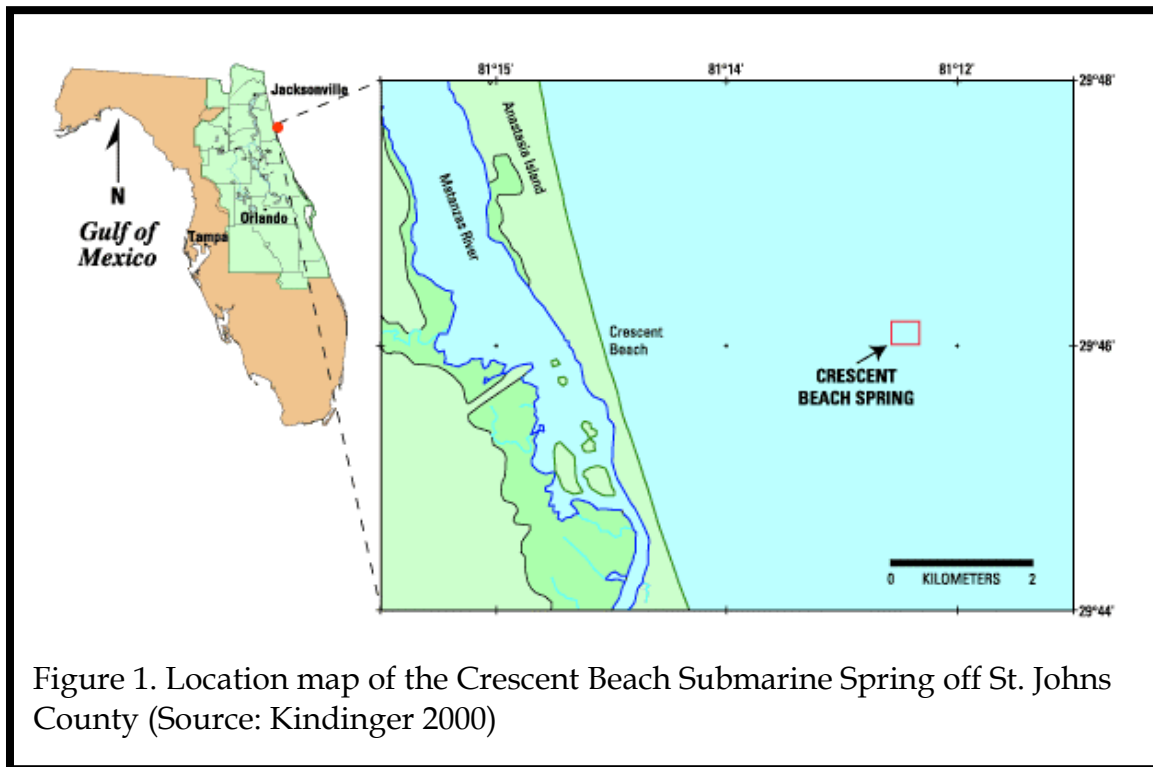 Jacksonville
N
Gulf of
Mexico
Tampa
Orlando
81°15'
81°14'
81°12'
29°48'
Anastasia Island
Matanzas River
Crescent
Beach
29°46'
CRESCENT
BEACH SPRING
0 KILOMETERS 2
29°44'
Figure 1. Location map of the Crescent Beach Submarine Spring off St. Johns
County (Source: Kindinger 2000)